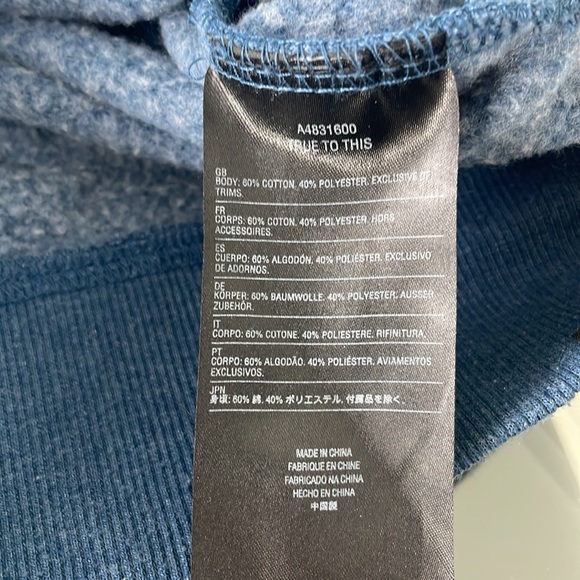 A4831600
TRUE TO THIS
GB
BODY: 60% COTTON. 40% POLYESTER. EXCLUSIVE OF
TRIMS.
FR
CORPS: 60% COTON. 40% POLYESTER. HORS
ACCESSOIRES.
ES
CUERPO: 60% ALGODÓN. 40% POLIÉSTER. EXCLUSIVO
DE ADORNOS.
DE
KÖRPER: 60% BAUMWOLLE. 40% POLYESTER. AUSSER
ZUBEHÖR.
IT
CORPO: 60% COTONE. 40% POLIESTERE. RIFINITURA.
PT
CORPO: 60% ALGODÃO. 40% POLIÉSTER. AVIAMENTOS
EXCLUSIVOS.
JPN
身頃: 60% 綿. 40% ポリエステル. 付属品を除く.
MADE IN CHINA
FABRIQUE EN CHINE
FABRICADO NA CHINA
HECHO EN CHINA
中国製